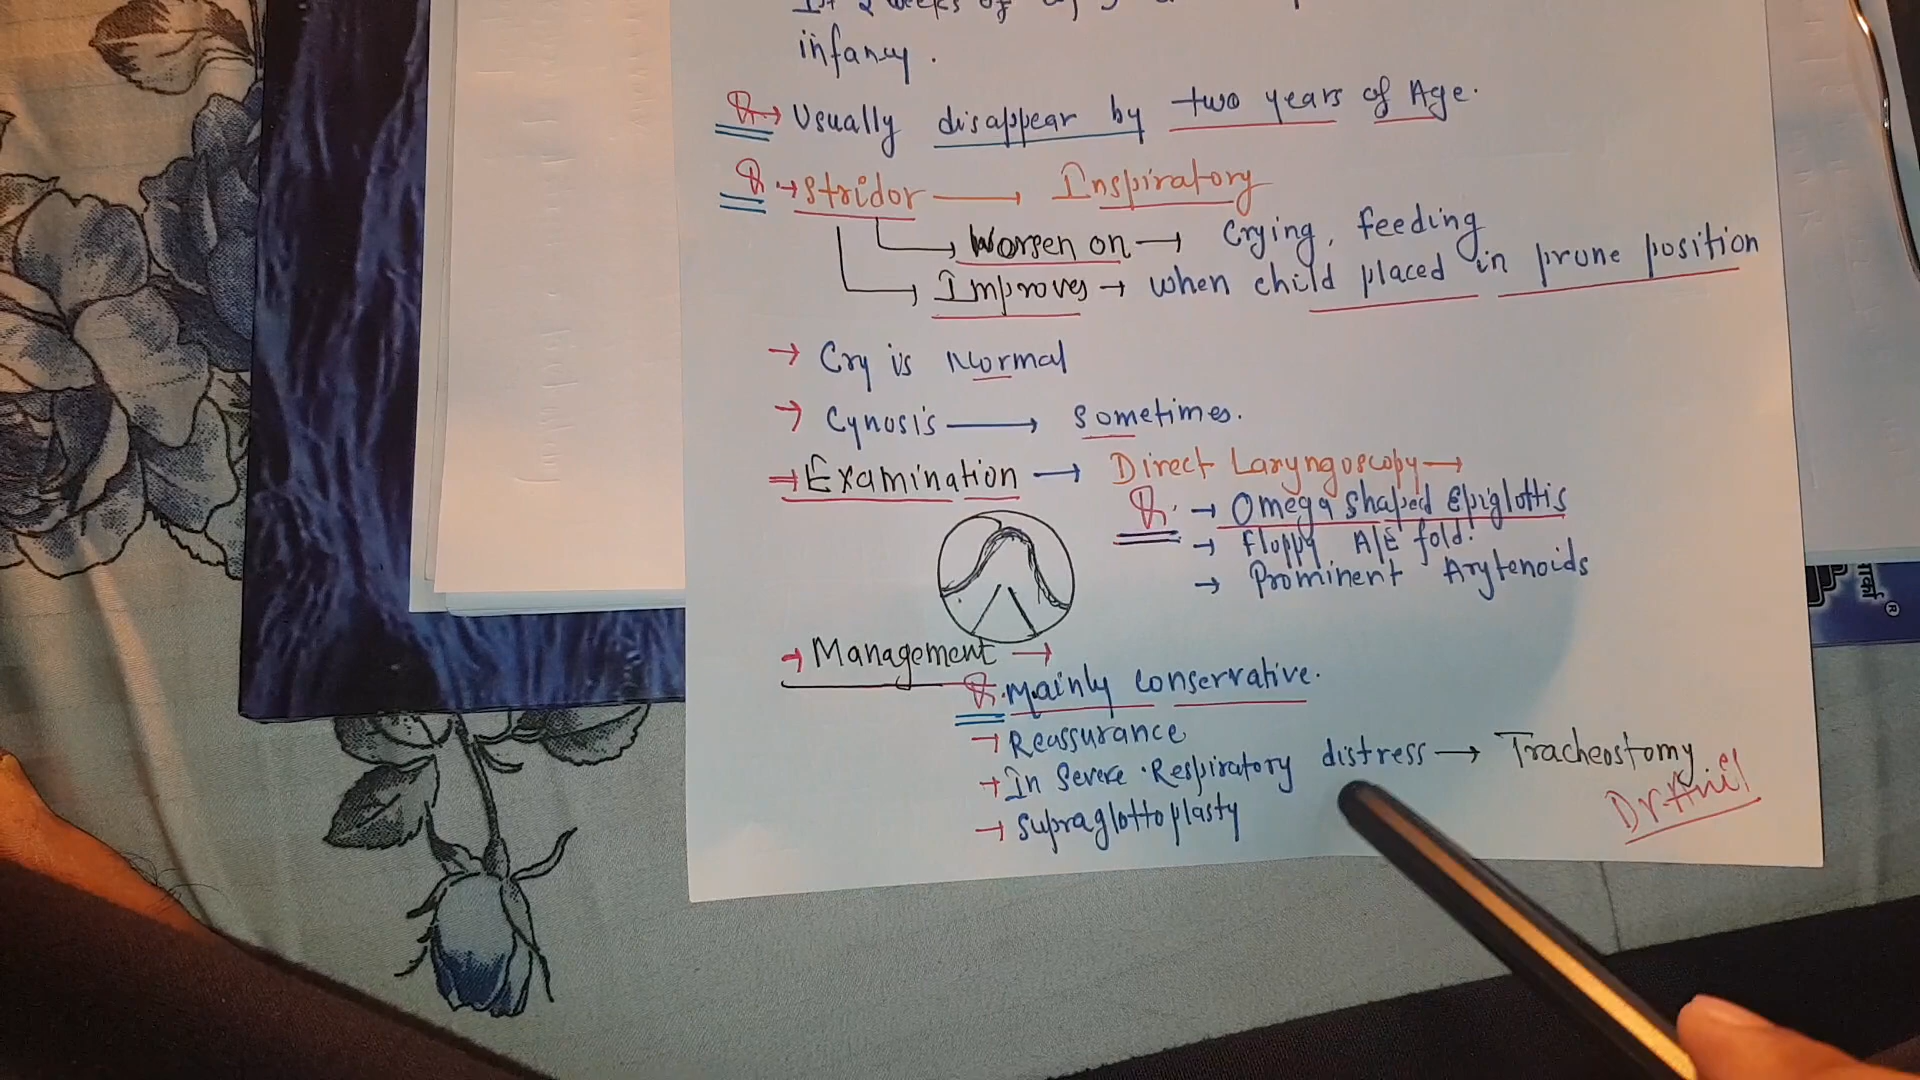 infancy.
→ Usually disappear by two years of Age.
→ Stridor → Inspiratory
→ Worsen on → Crying, feeding
→ Improves → when child placed in prone position
→ Cry is Normal
→ Cynosis → Sometimes.
→ Examination → Direct Laryngoscopy →
→ Omega shaped Epiglottis
→ floppy A/E fold.
→ Prominent Arytenoids
→ Management →
Mainly conservative.
→ Reassurance
→ In Severe Respiratory distress → Tracheostomy
→ Supraglottoplasty
Dr Anil